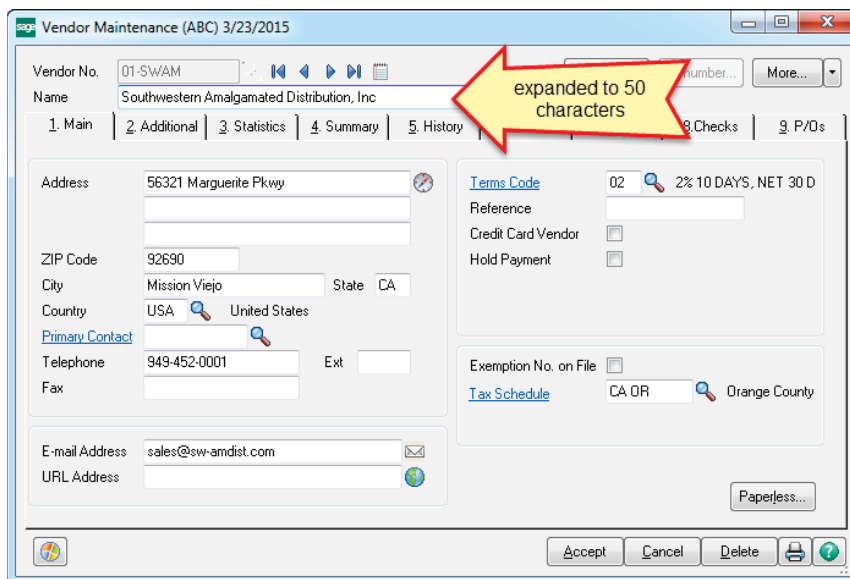 sage Vendor Maintenance (ABC) 3/23/2015
Vendor No. 01-SWAM umber... More...
Name Southwestern Amalgamated Distribution, Inc
expanded to 50
characters
1. Main 2. Additional 3. Statistics 4. Summary 5. History 8.Checks 9. P/Os
Address 56321 Marguerite Pkwy
ZIP Code 92690
City Mission Viejo State CA
Country USA United States
Primary Contact
Telephone 949-452-0001 Ext
Fax
Terms Code 02 2% 10 DAYS, NET 30 D
Reference
Credit Card Vendor
Hold Payment
Exemption No. on File
Tax Schedule CA OR Orange County
E-mail Address sales@sw-amdist.com
URL Address
Paperless...
Accept Cancel Delete